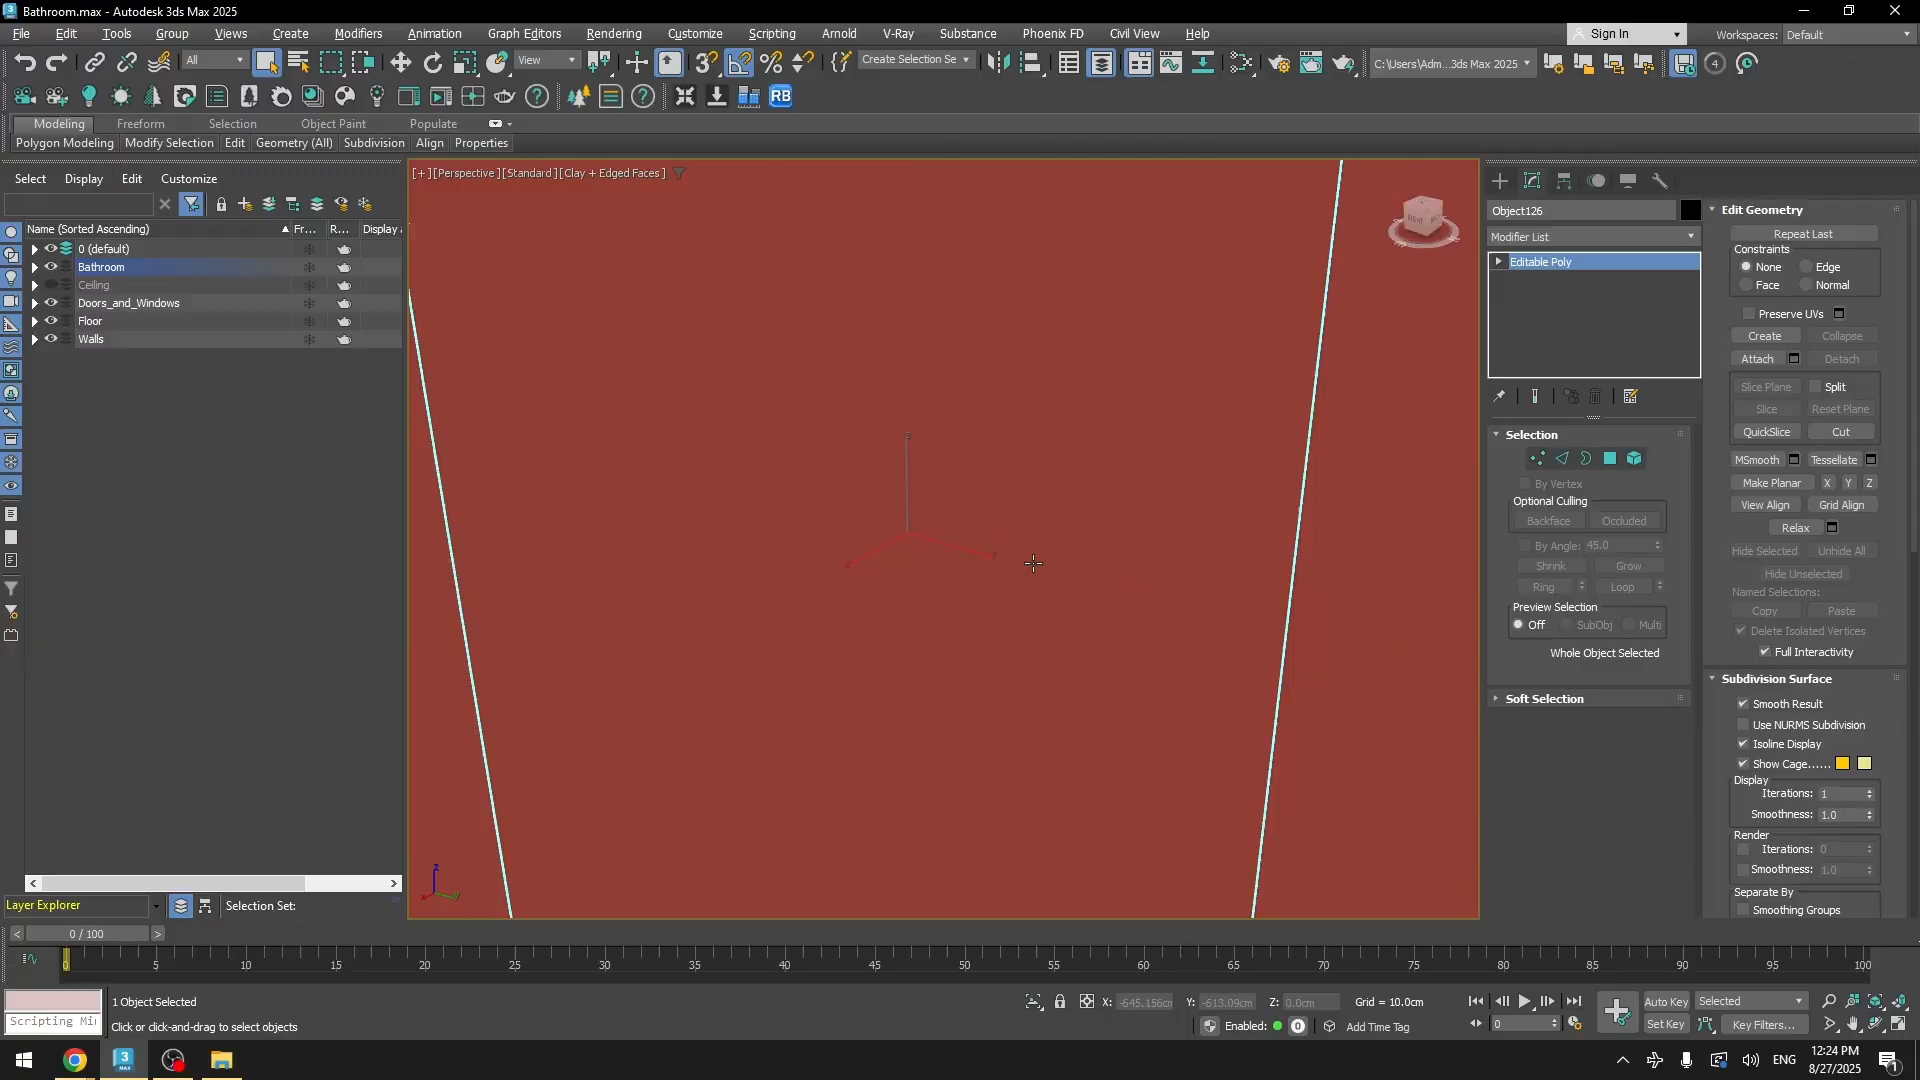 Bathroom.max - Autodesk 3ds Max 2025
File Edit Tools Group Views Create Modifiers Animation Graph Editors Rendering Customize Scripting Arnold V-Ray Substance Phoenix FD Civil View Help
Sign In
Workspaces: Default
All
View
3
Create Selection Se
C:\Users\Adm...3ds Max 2025
4
RB
Modeling Freeform Selection Object Paint Populate
Polygon Modeling Modify Selection Edit Geometry (All) Subdivision Align Properties
Select Display Edit Customize
Name (Sorted Ascending) Fr... R... Display
0 (default)
Bathroom
Ceiling
Doors_and_Windows
Floor
Walls
Layer Explorer
Selection Set:
[+][Perspective][Standard][Clay + Edged Faces]
Object126
Modifier List
Editable Poly
Selection
By Vertex
Optional Culling
Backface Occluded
By Angle: 45.0
Shrink Grow
Ring Loop
Preview Selection
Off SubObj Multi
Whole Object Selected
Soft Selection
Edit Geometry
Repeat Last
Constraints
None Edge
Face Normal
Preserve UVs
Create Collapse
Attach Detach
Slice Plane Split
Slice Reset Plane
QuickSlice Cut
MSmooth Tessellate
Make Planar X Y Z
View Align Grid Align
Relax
Hide Selected Unhide All
Hide Unselected
Named Selections:
Copy Paste
Delete Isolated Vertices
Full Interactivity
Subdivision Surface
Smooth Result
Use NURMS Subdivision
Isoline Display
Show Cage......
Display
Iterations: 1
Smoothness: 1.0
Render
Iterations: 0
Smoothness: 1.0
Separate By
Smoothing Groups
< 0 / 100 >
0 5 10 15 20 25 30 35 40 45 50 55 60 65 70 75 80 85 90 95 100
1 Object Selected
Scripting Mi
Click or click-and-drag to select objects
X: -645.156cm Y: -613.09cm Z: 0.0cm Grid = 10.0cm
Enabled: 0 Add Time Tag
0
Auto Key Selected
Set Key Key Filters...
ENG
12:24 PM
8/27/2025
1